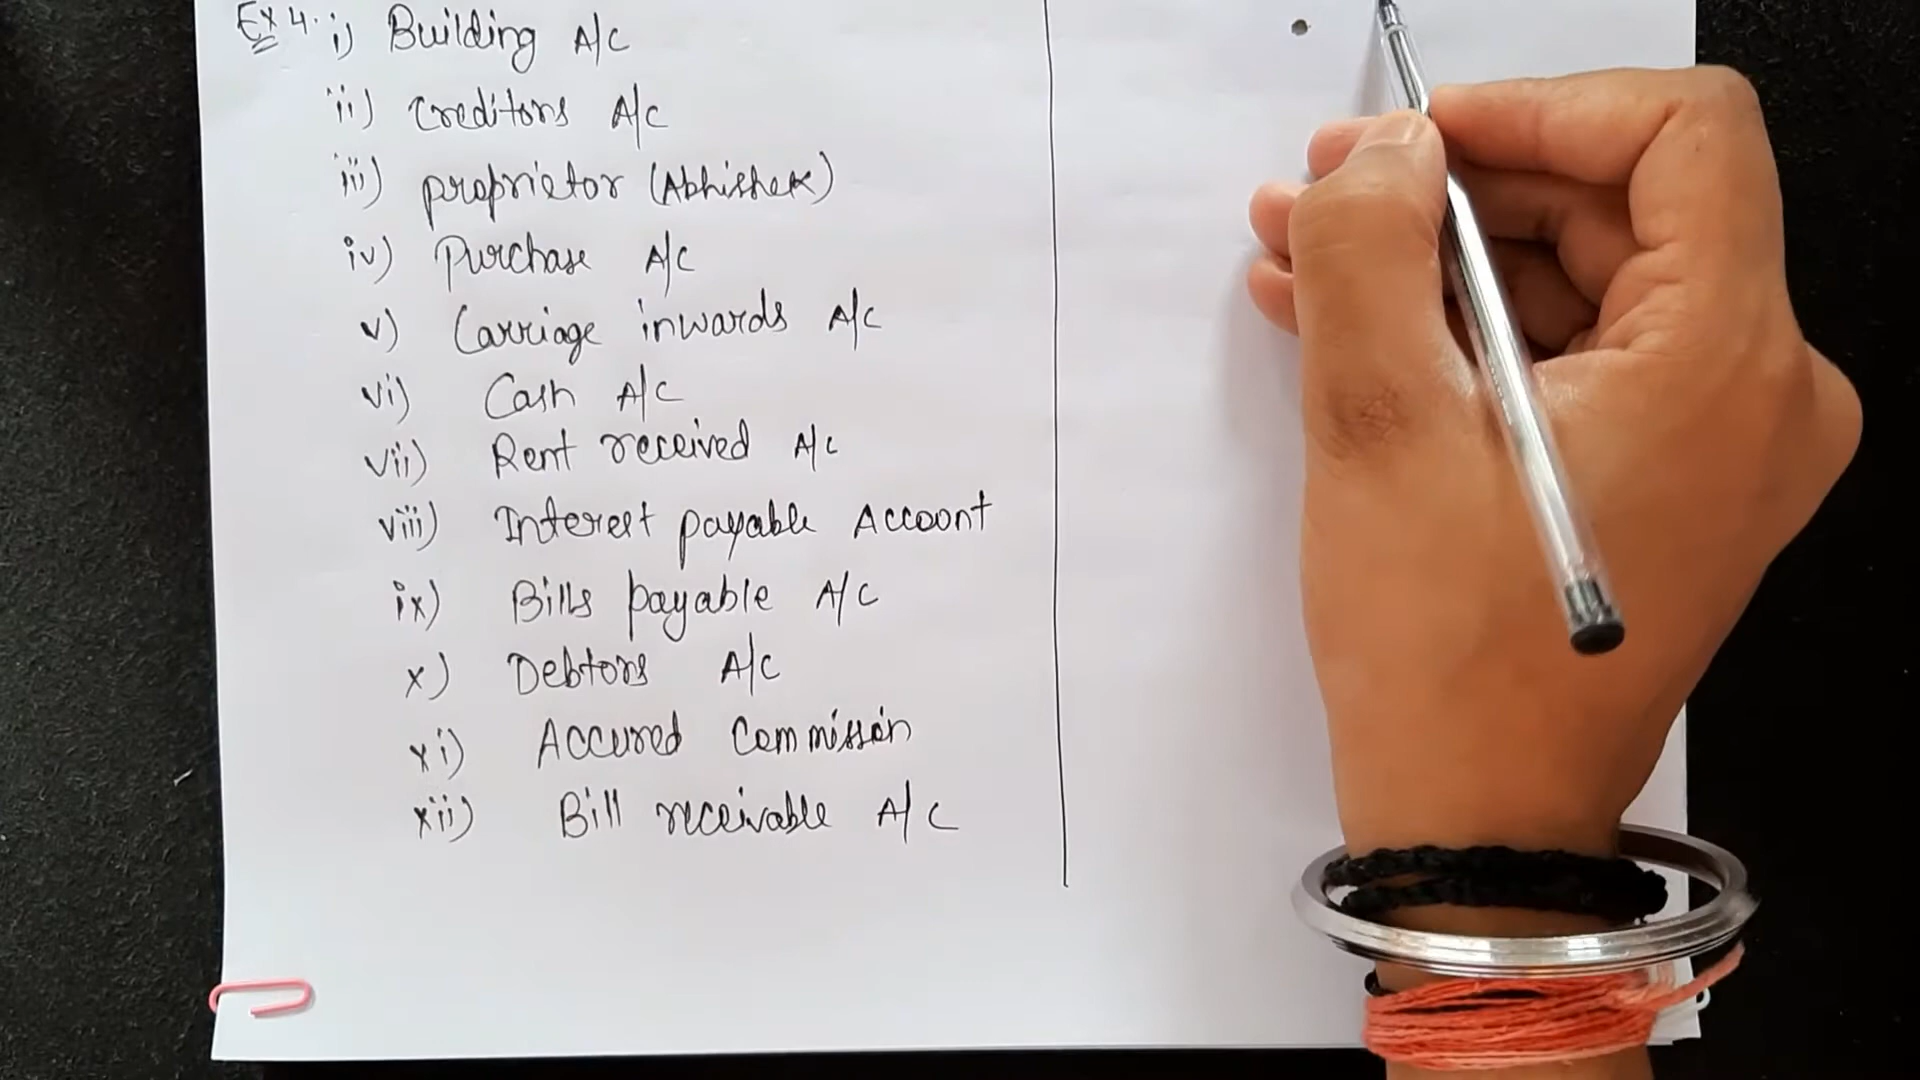 Ex 4. i) Building A/C
ii) Creditors A/C
iii) proprietor (Abhishek)
iv) Purchase A/C
v) Carriage inwards A/C
vi) Cash A/C
vii) Rent received A/C
viii) Interest payable Account
ix) Bills payable A/C
x) Debtors A/C
xi) Accured Commission
xii) Bill receivable A/C